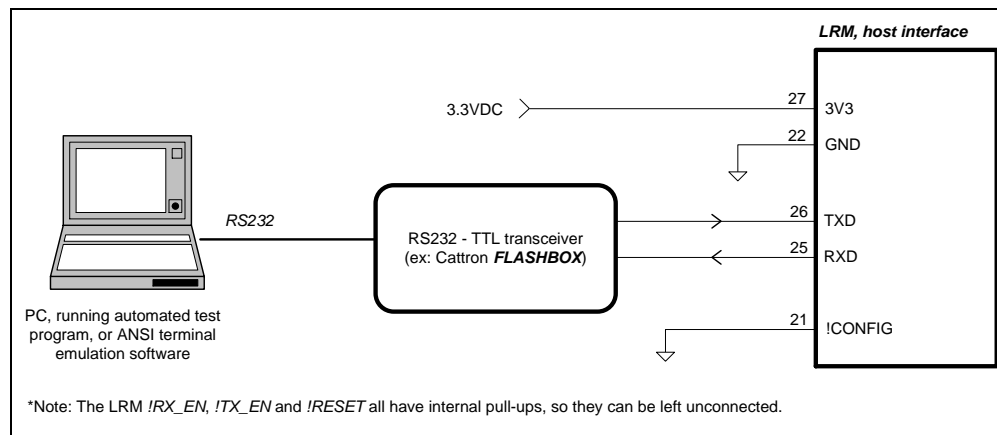 LRM, host interface
3.3VDC
27
3V3
22
GND
RS232
RS232 - TTL transceiver
(ex: Cattron FLASHBOX)
26
TXD
25
RXD
21
!CONFIG
PC, running automated test
program, or ANSI terminal
emulation software
*Note: The LRM !RX_EN, !TX_EN and !RESET all have internal pull-ups, so they can be left unconnected.